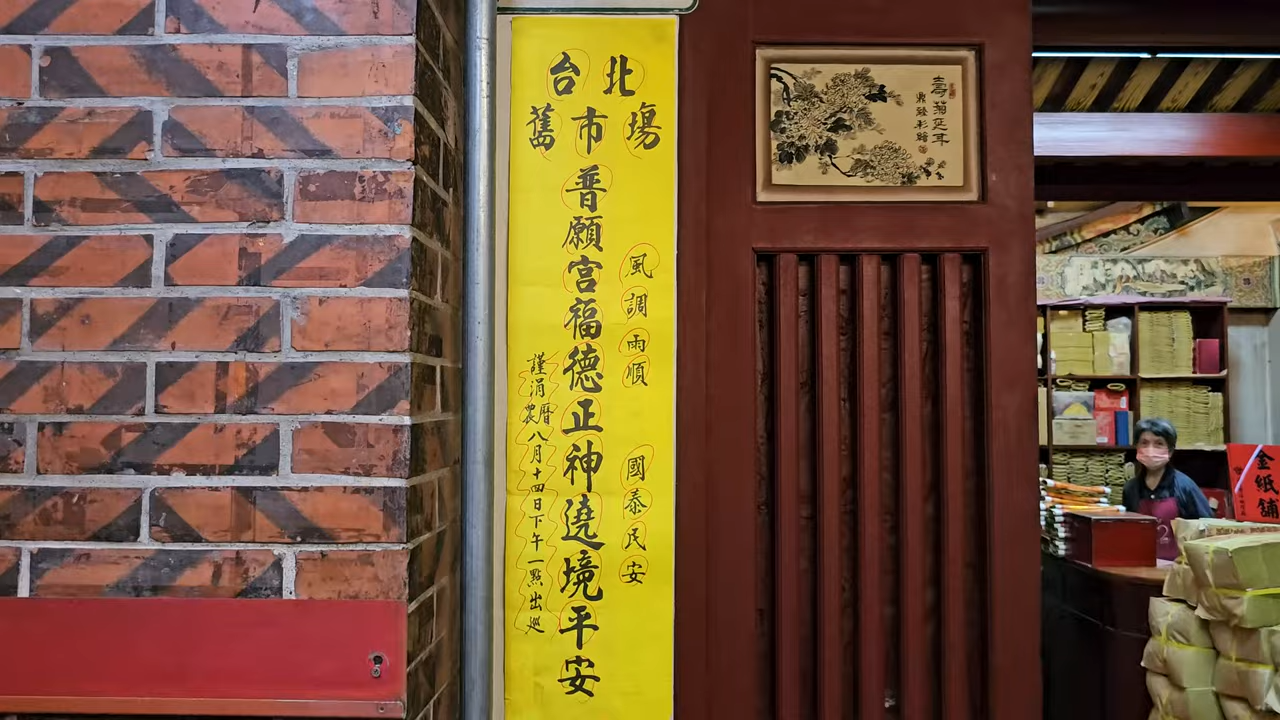 台北
舊市塲
風調雨順 國泰民安
普願宮福德正神遶境平安
謹涓農曆八月十四日下午一點出巡
壽菊延年
金紙舖